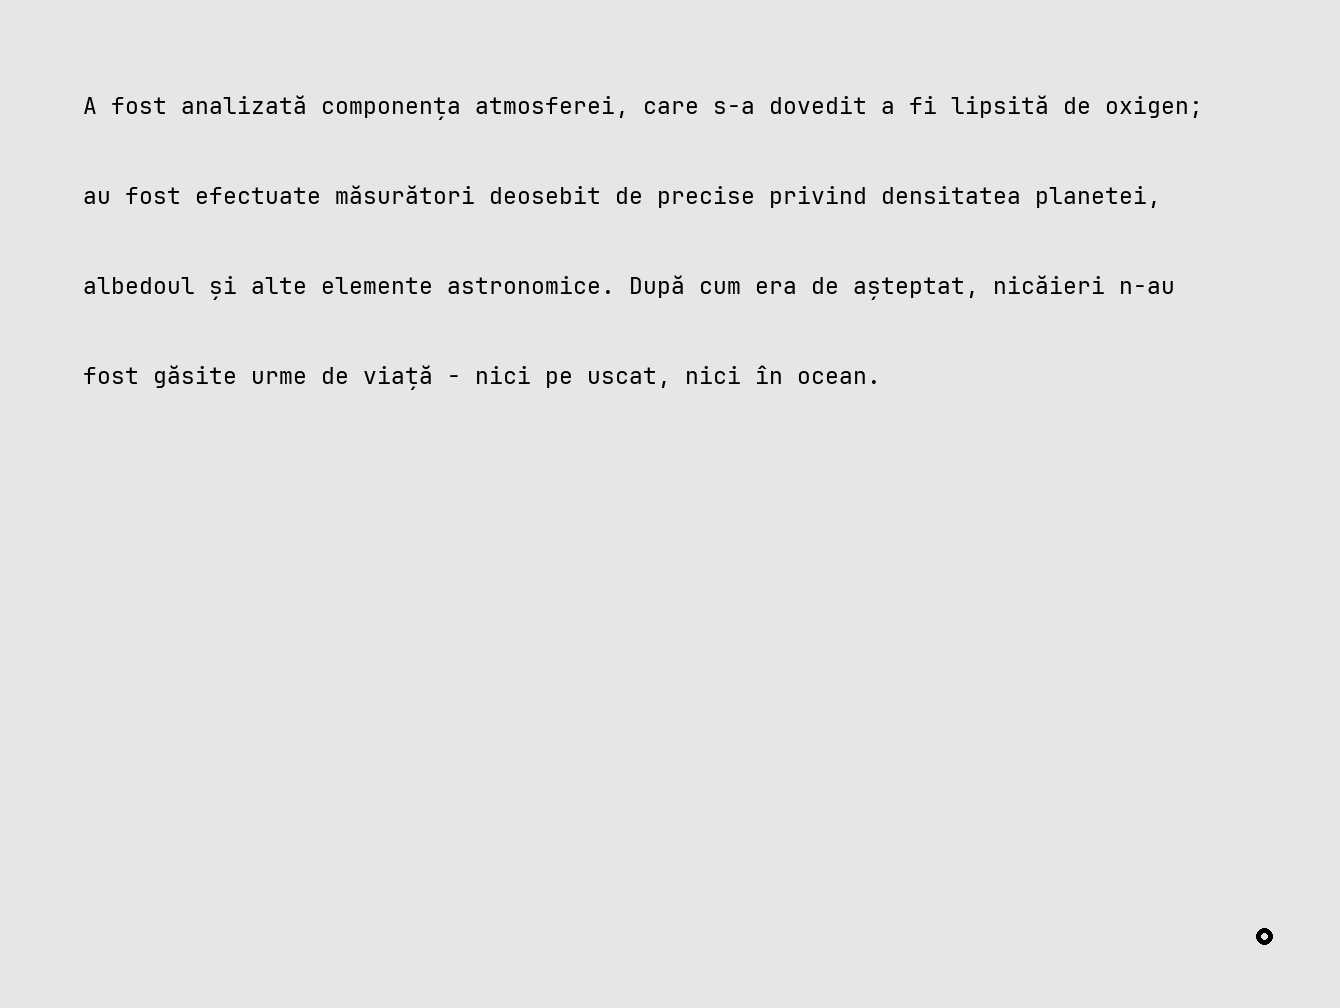 A fost analizată componența atmosferei, care s-a dovedit a fi lipsită de oxigen;
au fost efectuate măsurători deosebit de precise privind densitatea planetei,
albedoul și alte elemente astronomice. După cum era de așteptat, nicăieri n-au
fost găsite urme de viață - nici pe uscat, nici în ocean.